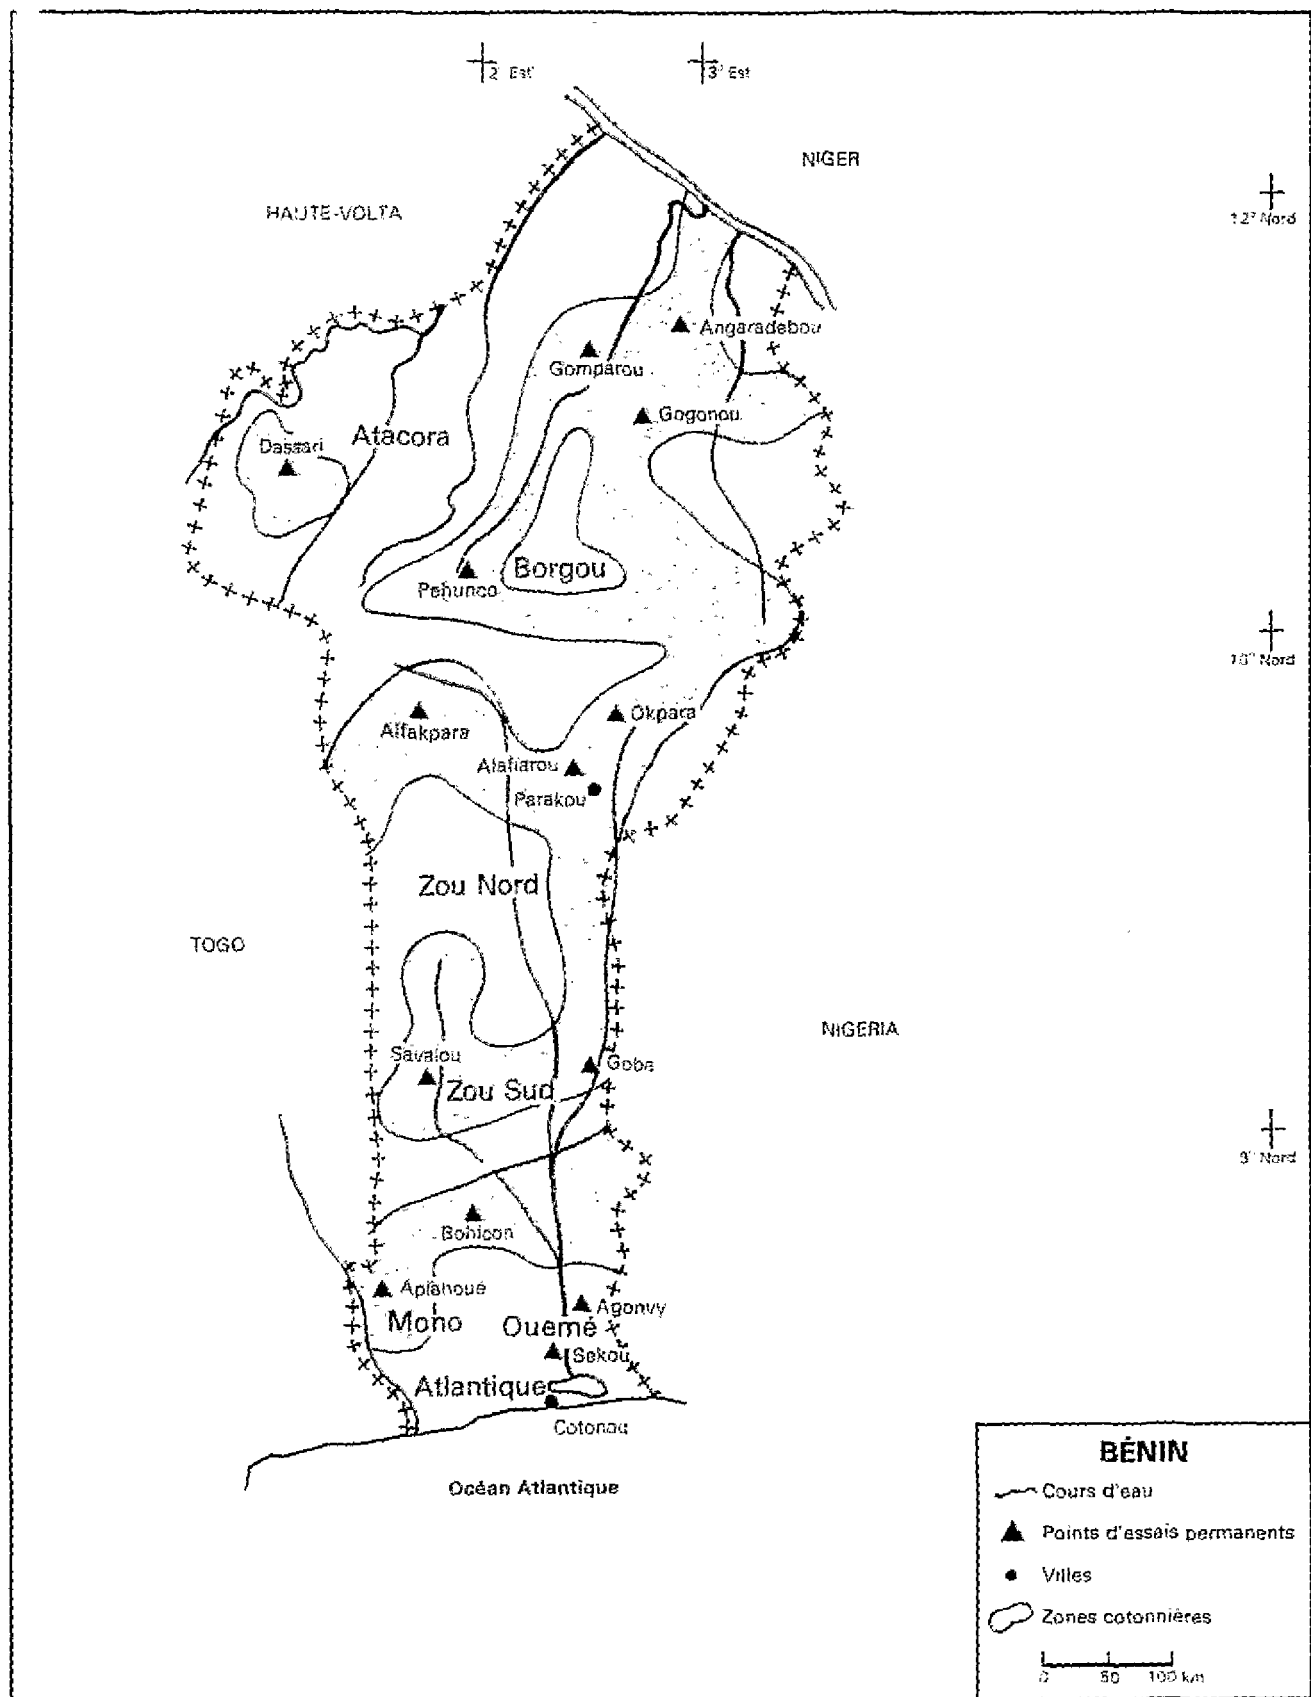 2° Est
3° Est
NIGER
HAUTE-VOLTA
12° Nord
Angaradebou
Gomparou
Gogonou
Atacora
Dassari
Borgou
Pehunco
10° Nord
Alfakpara
Okpara
Alafiarou
Parakou
Zou Nord
TOGO
NIGERIA
Savalou
Goba
Zou Sud
Nord
Bohicon
Aplahoué
Agonvy
Mono
Ouemé
Sekou
Atlantique
Cotonou
Océan Atlantique
BÉNIN
Cours d'eau
Points d'essais permanents
Villes
Zones cotonnières
0 50 100 km